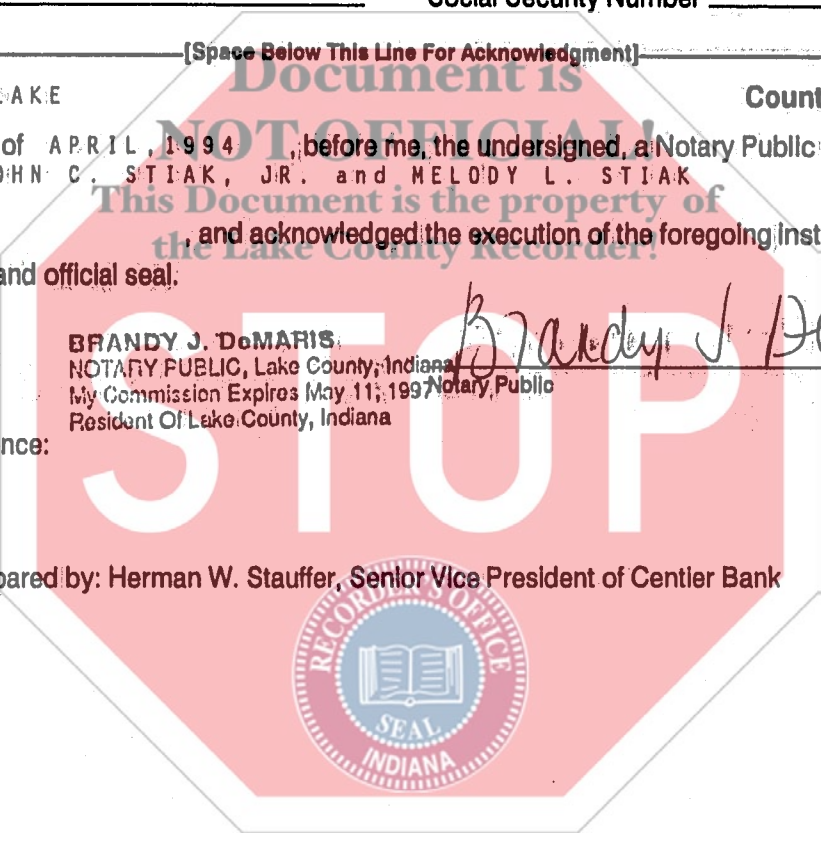 Social Security Number
[Space Below This Line For Acknowledgment]
AKE Count
of APRIL, 1994, before me, the undersigned, a Notary Public
OHN C. STIAK, JR. and MELODY L. STIAK
, and acknowledged the execution of the foregoing inst
and official seal.
Document is
NOT OFFICIAL!
This Document is the property of
the Lake County Recorder!
Brandy J. D
BRANDY J. DeMARIS
NOTARY PUBLIC, Lake County, Indiana
My Commission Expires May 11, 1997 Notary Public
Resident Of Lake County, Indiana
nce:
STOP
pared by: Herman W. Stauffer, Senior Vice President of Centier Bank
RECORDER'S OFFICE
SEAL
INDIANA